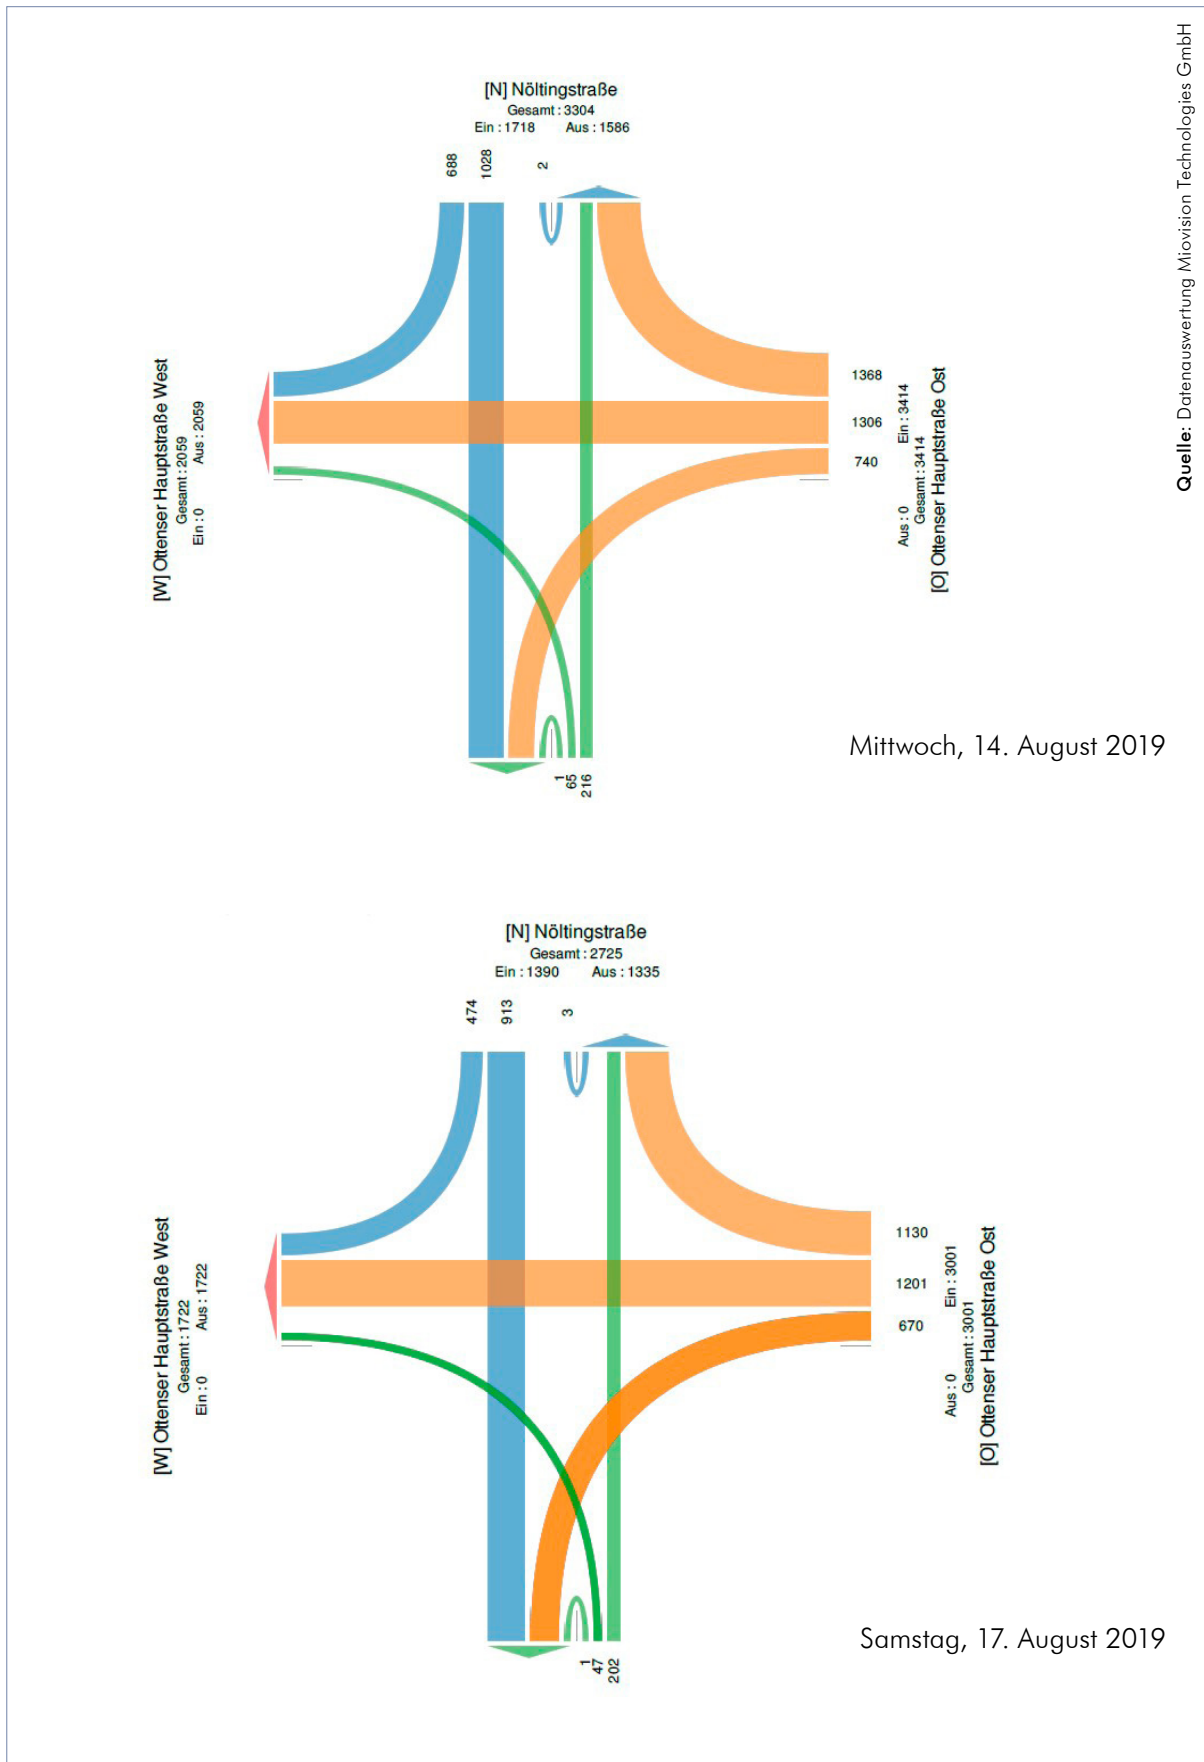 Quelle: Datenauswertung Miovision Technologies GmbH
[N] Nöltingstraße
Gesamt : 3304
Ein : 1718 Aus : 1586
688
1028
2
[W] Ottenser Hauptstraße West
Gesamt : 2059
Ein : 0 Aus : 2059
1368
1306
740
Aus : 0 Ein : 3414
Gesamt : 3414
[O] Ottenser Hauptstraße Ost
1
65
216
Mittwoch, 14. August 2019
[N] Nöltingstraße
Gesamt : 2725
Ein : 1390 Aus : 1335
474
913
3
[W] Ottenser Hauptstraße West
Gesamt : 1722
Ein : 0 Aus : 1722
1130
1201
670
Aus : 0 Ein : 3001
Gesamt : 3001
[O] Ottenser Hauptstraße Ost
1
47
202
Samstag, 17. August 2019